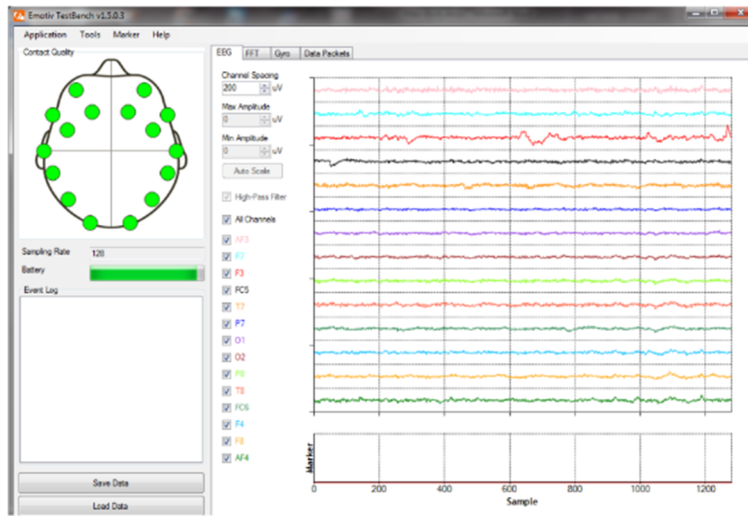 Emotiv TestBench v1.5.0.3
Application Tools Marker Help
Contact Quality
EEG FFT Gyro Data Packets
Channel Spacing
200 uV
Max Amplitude
0 uV
Min Amplitude
0 uV
Auto Scale
High-Pass Filter
All Channels
AF3
F7
F3
FC5
T7
P7
O1
O2
P8
T8
FC6
F4
F8
AF4
Sampling Rate 128
Battery
Event Log
Save Data
Load Data
Marker
0 200 400 600 800 1000 1200
Sample